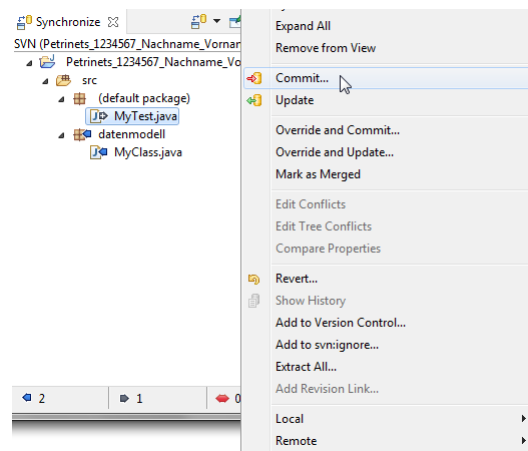 Synchronize
SVN (Petrinets_1234567_Nachname_Vornar
Petrinets_1234567_Nachname_Vo
src
(default package)
MyTest.java
datenmodell
MyClass.java
2
1
0
Expand All
Remove from View
Commit...
Update
Override and Commit...
Override and Update...
Mark as Merged
Edit Conflicts
Edit Tree Conflicts
Compare Properties
Revert...
Show History
Add to Version Control...
Add to svn:ignore...
Extract All...
Add Revision Link...
Local
Remote